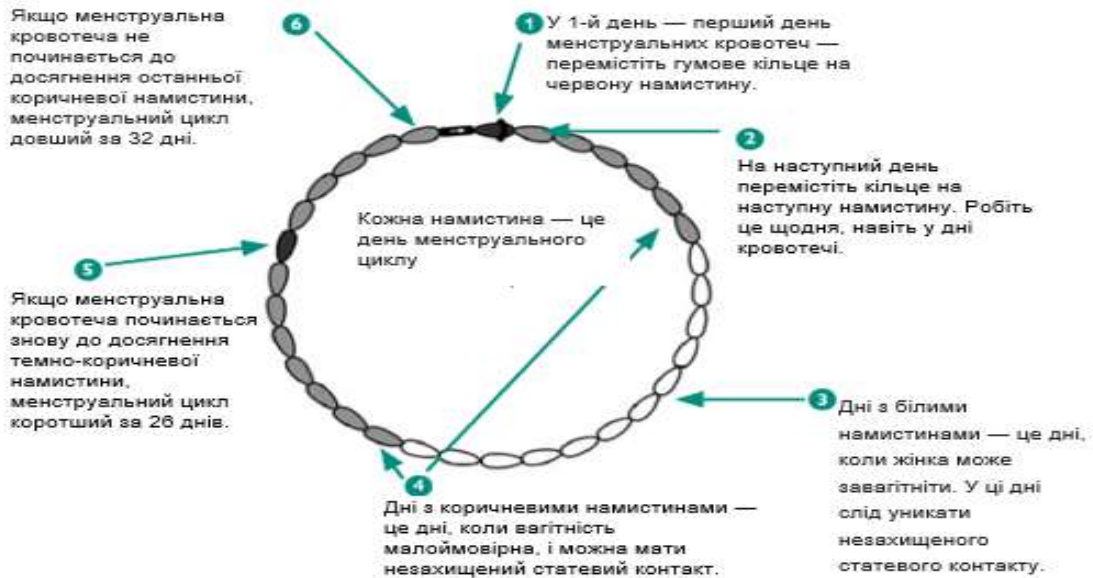 Якщо менструальна
кровотеча не
починається до
досягнення останньої
коричневої намистини,
менструальний цикл
довший за 32 дні.
6
1
У 1-й день — перший день
менструальних кровотеч —
перемістіть гумове кільце на
червону намистину.
2
На наступний день
перемістіть кільце на
наступну намистину. Робіть
це щодня, навіть у дні
кровотечі.
Кожна намистина — це
день менструального
циклу
5
Якщо менструальна
кровотеча починається
знову до досягнення
темно-коричневої
намистини,
менструальний цикл
коротший за 26 днів.
3
Дні з білими
намистинами — це дні,
коли жінка може
завагітніти. У ці дні
слід уникати
незахищеного
статевого контакту.
4
Дні з коричневими намистинами —
це дні, коли вагітність
малоймовірна, і можна мати
незахищений статевий контакт.